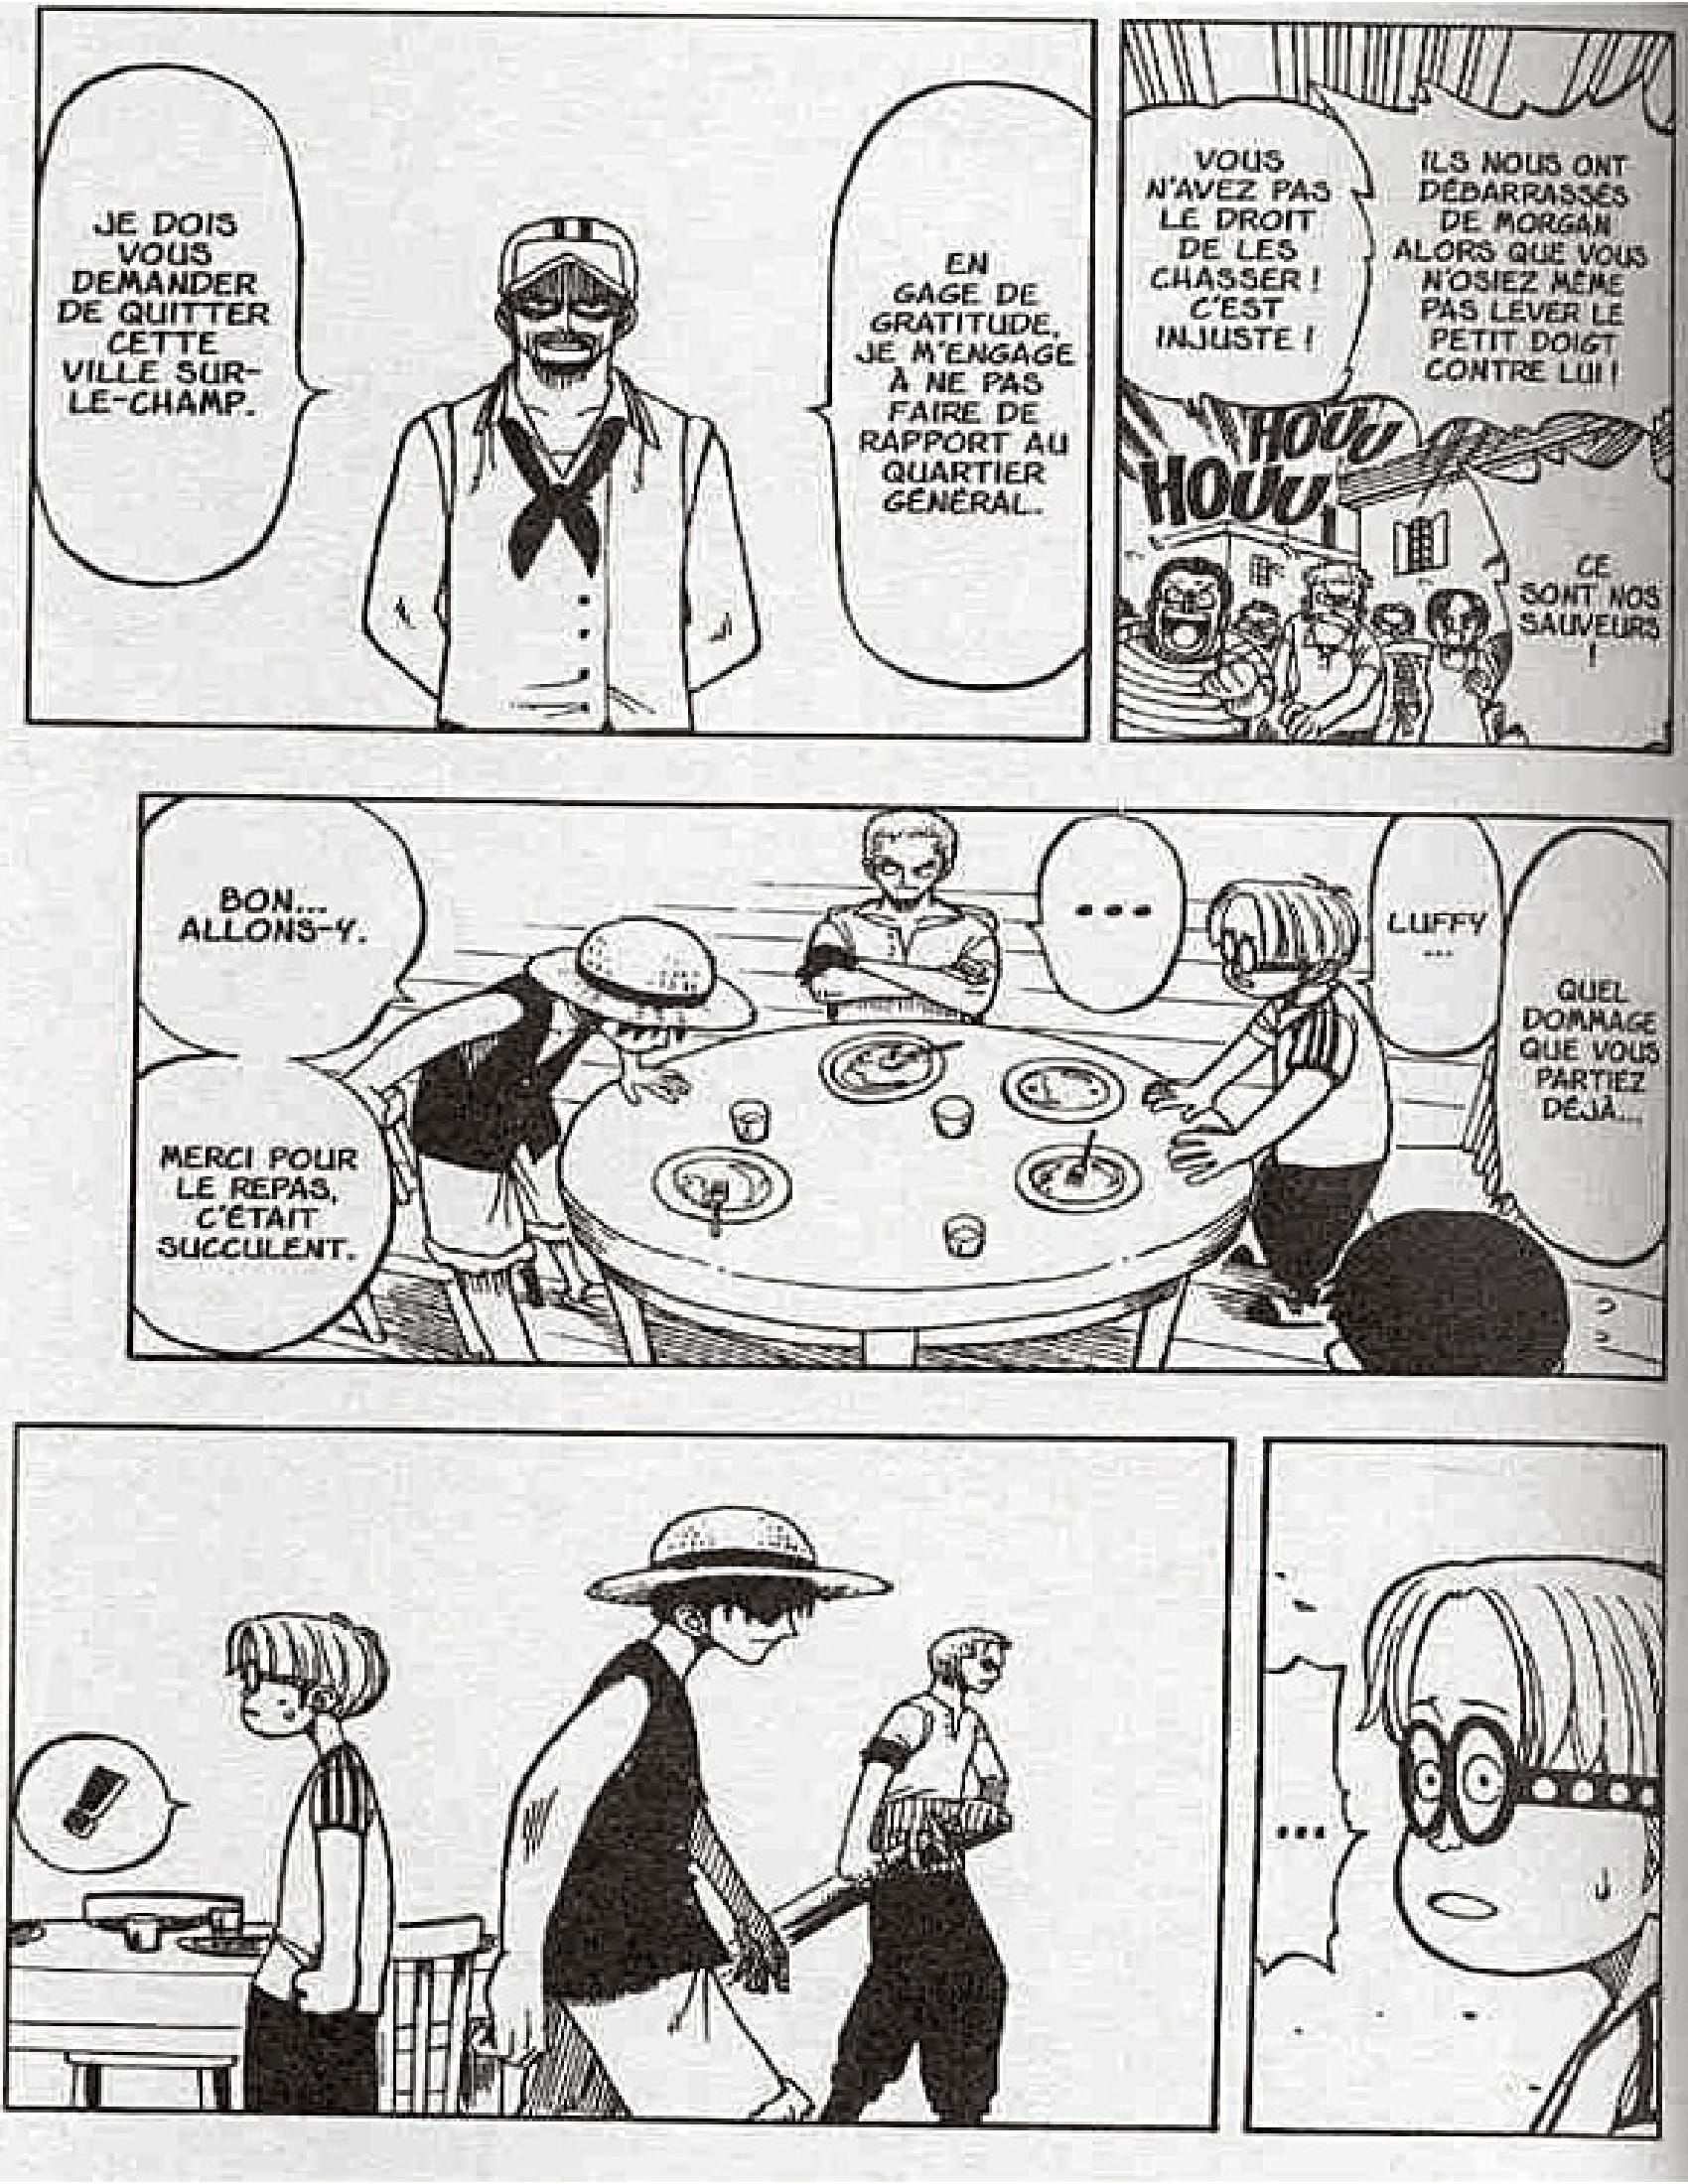 ILS NOUS ONT
DÉBARRASSÉS
DE MORGAN
ALORS QUE VOUS
N'OSIEZ MÊME
PAS LEVER LE
PETIT DOIGT
CONTRE LUI !
VOUS
N'AVEZ PAS
LE DROIT
DE LES
CHASSER !
C'EST
INJUSTE !
HOUU
HOUU
CE
SONT NOS
SAUVEURS
!
EN
GAGE DE
GRATITUDE,
JE M'ENGAGE
À NE PAS
FAIRE DE
RAPPORT AU
QUARTIER
GÉNÉRAL..
JE DOIS
VOUS
DEMANDER
DE QUITTER
CETTE
VILLE SUR-
LE-CHAMP.
QUEL
DOMMAGE
QUE VOUS
PARTIEZ
DÉJÀ...
LUFFY
...
...
BON...
ALLONS-Y.
MERCI POUR
LE REPAS,
C'ÉTAIT
SUCCULENT.
...
!